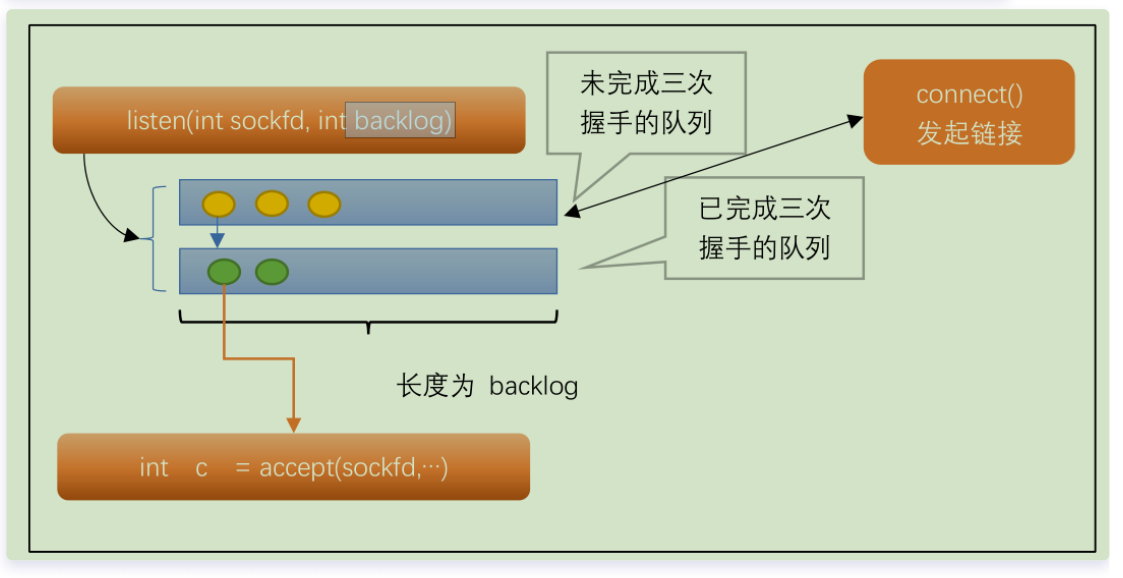 listen(int sockfd, int backlog)
未完成三次
握手的队列
connect()
发起链接
已完成三次
握手的队列
长度为 backlog
int c = accept(sockfd,…)